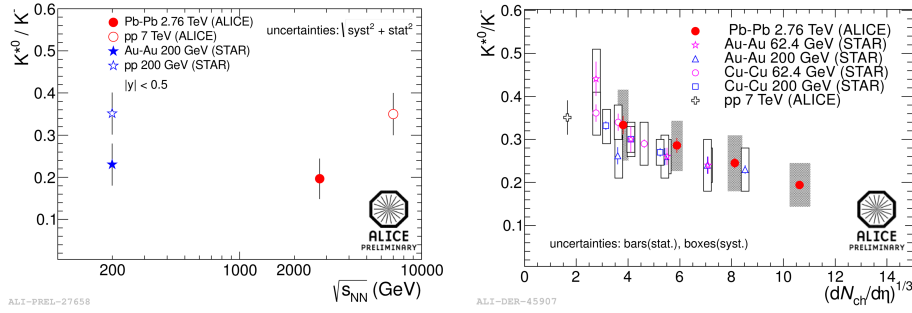 K*0 / K-
0.6
0.5
0.4
0.3
0.2
0.1
Pb-Pb 2.76 TeV (ALICE)
pp 7 TeV (ALICE)
Au-Au 200 GeV (STAR)
pp 200 GeV (STAR)
|y| < 0.5
uncertainties: √ syst² + stat²
ALICE
PRELIMINARY
200
1000
2000
10000
√sNN (GeV)
ALI-PREL-27658
K*0/K-
0.6
0.5
0.4
0.3
0.2
0.1
Pb-Pb 2.76 TeV (ALICE)
Au-Au 62.4 GeV (STAR)
Au-Au 200 GeV (STAR)
Cu-Cu 62.4 GeV (STAR)
Cu-Cu 200 GeV (STAR)
pp 7 TeV (ALICE)
uncertainties: bars(stat.), boxes(syst.)
ALICE
PRELIMINARY
0
2
4
6
8
10
12
14
(dNch/dη)1/3
ALI-DER-45907